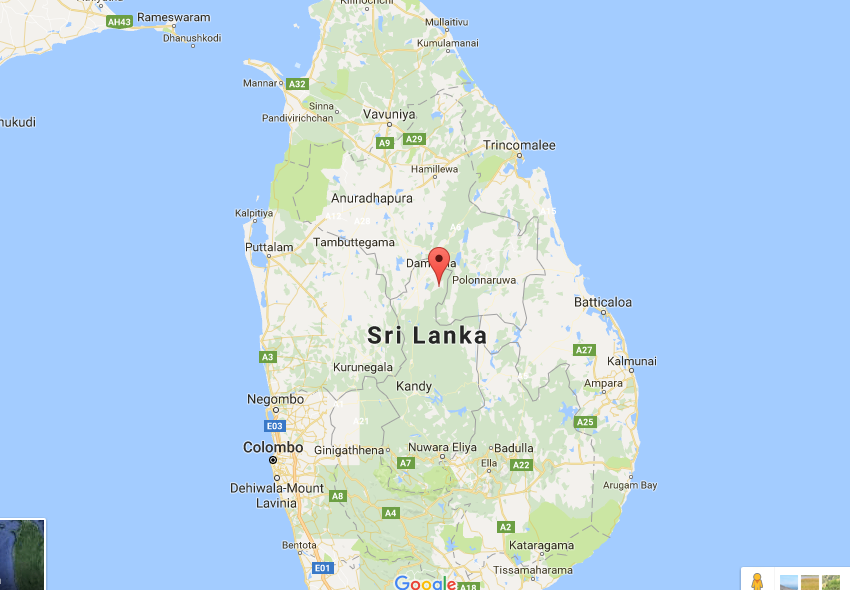 Kilinochchi
AH43
Rameswaram
Mullaitivu
Dhanushkodi
Kumulamanai
Mannar
A32
Sinna
Pandivirichchan
Vavuniya
nukudi
A9
A29
Trincomalee
Hamillewa
Anuradhapura
Kalpitiya
A12
A28
A15
A6
Puttalam
Tambuttegama
Polonnaruwa
Batticaloa
Sri Lanka
A3
A27
Kurunegala
Kalmunai
Kandy
Ampara
Negombo
A21
A25
E03
Colombo
Ginigathhena
Nuwara Eliya
Badulla
A7
Ella
A22
Dehiwala-Mount
Lavinia
A8
Arugam Bay
A4
A2
Bentota
Kataragama
E01
Tissamaharama
Google
A18